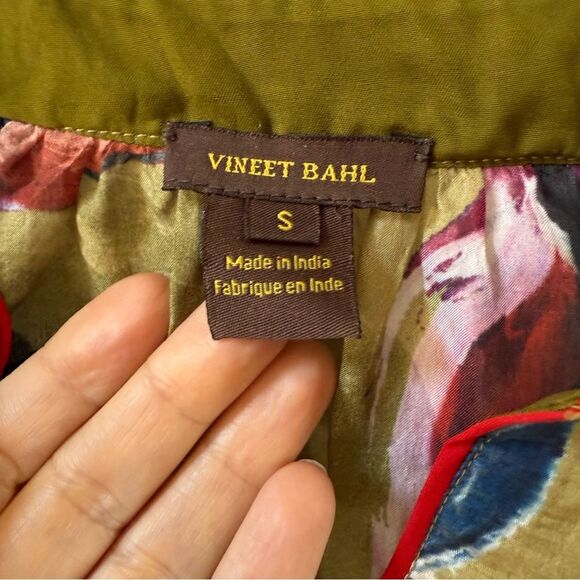 VINEET BAHL
S
Made in India
Fabrique en Inde